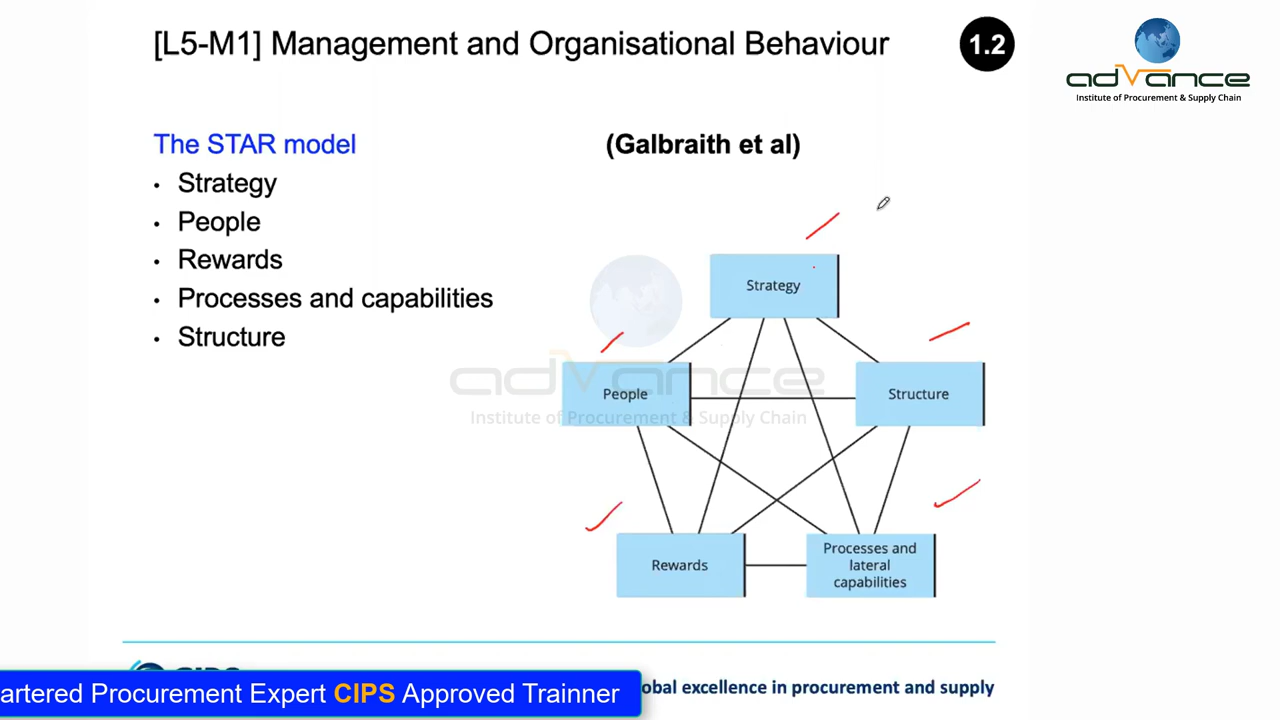 [L5-M1] Management and Organisational Behaviour
1.2
adVance
Institute of Procurement & Supply Chain
The STAR model
(Galbraith et al)
• Strategy
• People
• Rewards
• Processes and capabilities
• Structure
Strategy
People
Structure
adVance
Institute of Procurement & Supply Chain
Rewards
Processes and
lateral
capabilities
artered Procurement Expert CIPS Approved Trainner
obal excellence in procurement and supply